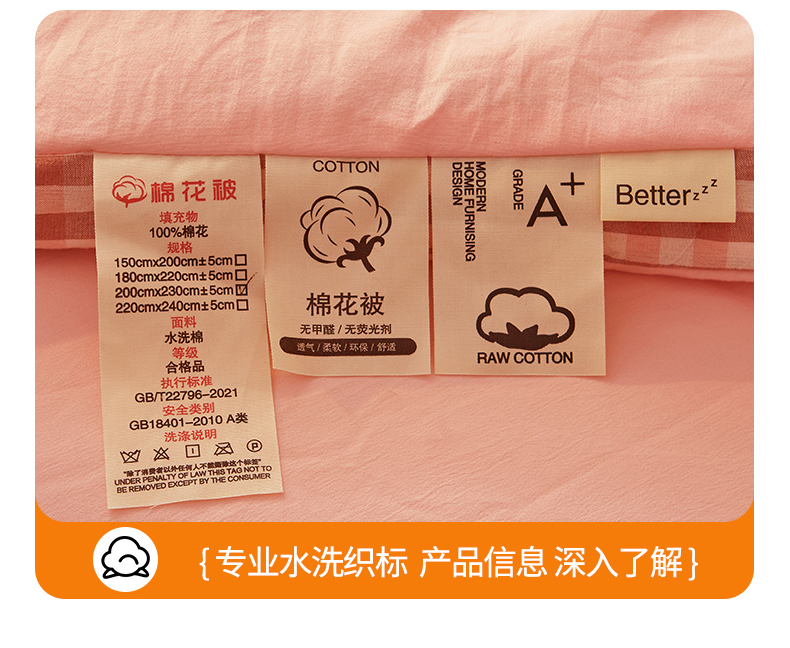 棉花被
填充物
100%棉花
规格
150cmx200cm±5cm
180cmx220cm±5cm
200cmx230cm±5cm
220cmx240cm±5cm
面料
水洗棉
等级
合格品
执行标准
GB/T22796-2021
安全类别
GB18401-2010 A类
洗涤说明
P
"除了消费者以外任何人不能撕除这个标签"
UNDER PENALTY OF LAW THIS TAG NOT TO
BE REMOVED EXCEPT BY THE CONSUMER
COTTON
棉花被
无甲醛/无荧光剂
透气/柔软/环保/舒适
MODERN
HOME FURNISING
DESIGN
GRADE
A+
RAW COTTON
Better zzz
{专业水洗织标 产品信息 深入了解}